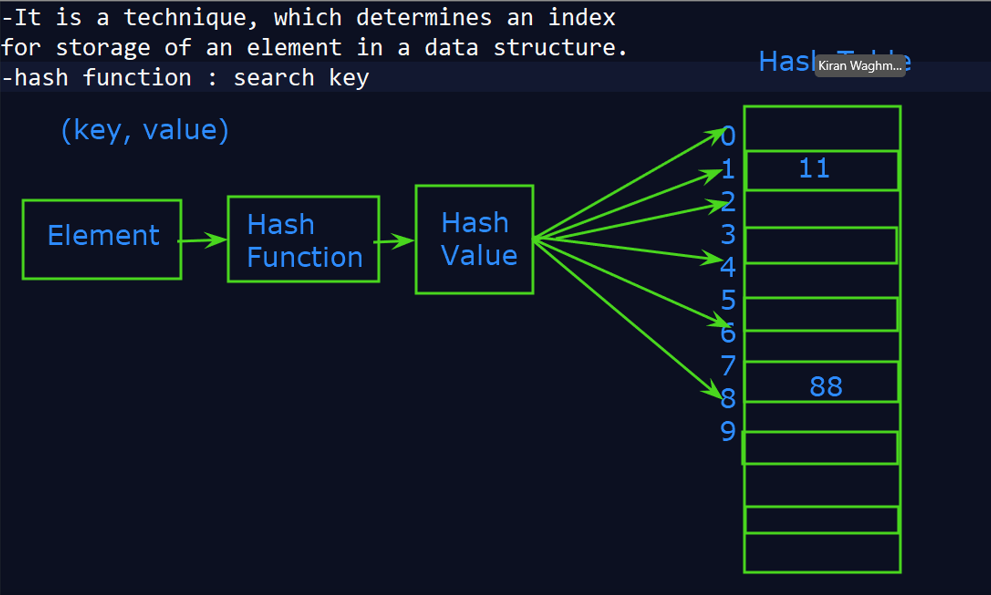 -It is a technique, which determines an index
for storage of an element in a data structure.
-hash function : search key
Kiran Waghm...
(key, value)
Element
Hash
Function
Hash
Value
0
1
2
3
4
5
6
7
8
9
11
88